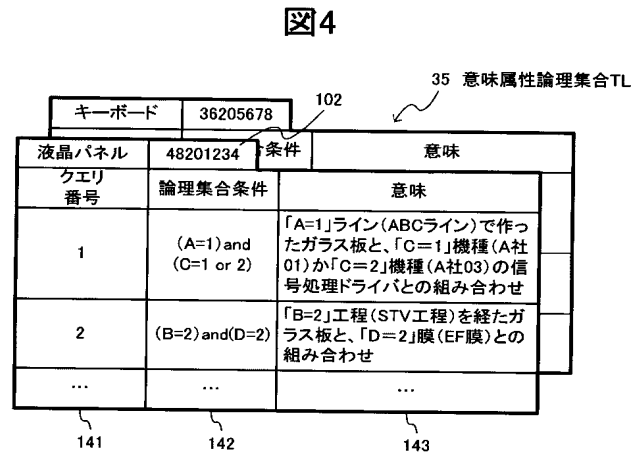 図4
35 意味属性論理集合TL
キーボード 36205678
102
液晶パネル 48201234 合条件 意味
クエリ
番号
論理集合条件 意味
1
(A=1)and
(C=1 or 2)
「A=1」ライン(ABCライン)で作っ
たガラス板と、「C=1」機種(A社
01)か「C=2」機種(A社03)の信
号処理ドライバとの組み合わせ
2 (B=2)and(D=2)
「B=2」工程(STV工程)を経たガ
ラス板と、「D=2」膜(EF膜)との
組み合わせ
… … …
141 142 143